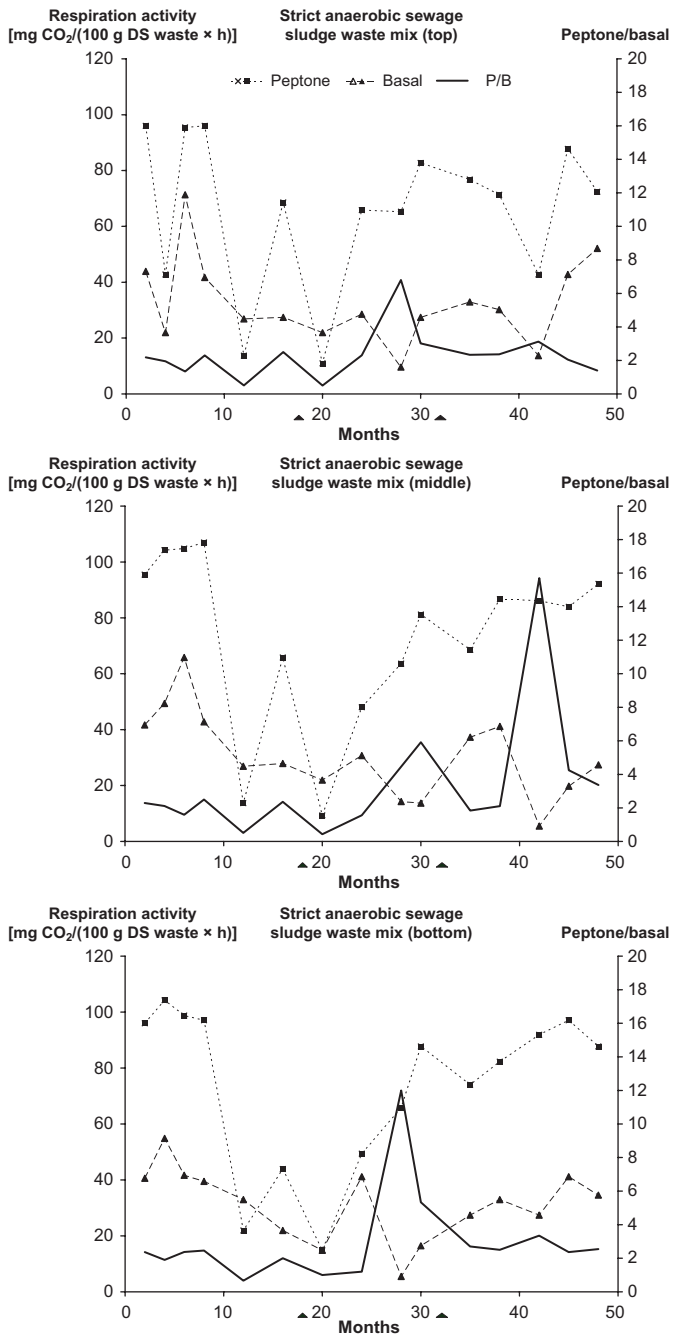 Respiration activity
[mg CO₂/(100 g DS waste × h)]
Strict anaerobic sewage
sludge waste mix (top)
Peptone/basal
Peptone Basal P/B
120
100
80
60
40
20
0
20
18
16
14
12
10
8
6
4
2
0
0 10 20 30 40 50
Months
Respiration activity
[mg CO₂/(100 g DS waste × h)]
Strict anaerobic sewage
sludge waste mix (middle)
Peptone/basal
120
100
80
60
40
20
0
20
18
16
14
12
10
8
6
4
2
0
0 10 20 30 40 50
Months
Respiration activity
[mg CO₂/(100 g DS waste × h)]
Strict anaerobic sewage
sludge waste mix (bottom)
Peptone/basal
120
100
80
60
40
20
0
20
18
16
14
12
10
8
6
4
2
0
0 10 20 30 40 50
Months